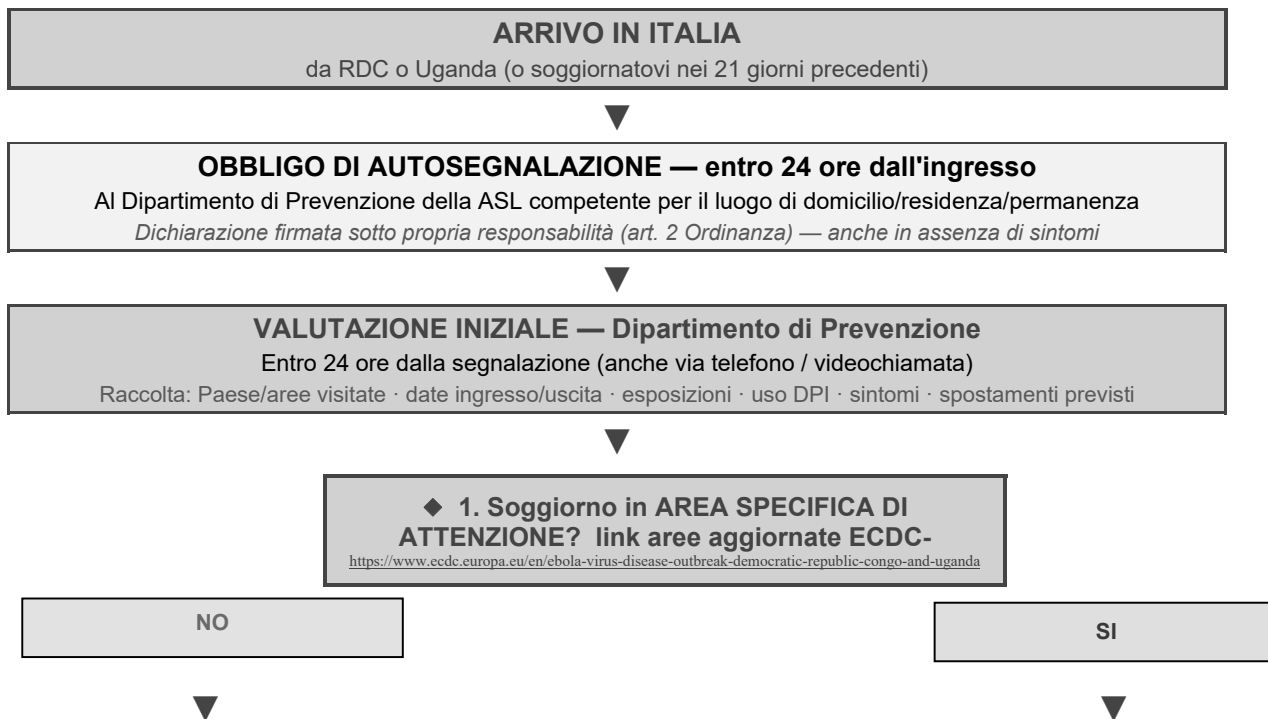 ARRIVO IN ITALIA
da RDC o Uganda (o soggiornatovi nei 21 giorni precedenti)
OBBLIGO DI AUTOSEGNALAZIONE — entro 24 ore dall'ingresso
Al Dipartimento di Prevenzione della ASL competente per il luogo di domicilio/residenza/permanenza
Dichiarazione firmata sotto propria responsabilità (art. 2 Ordinanza) — anche in assenza di sintomi
VALUTAZIONE INIZIALE — Dipartimento di Prevenzione
Entro 24 ore dalla segnalazione (anche via telefono / videochiamata)
Raccolta: Paese/aree visitate · date ingresso/uscita · esposizioni · uso DPI · sintomi · spostamenti previsti
◆ 1. Soggiorno in AREA SPECIFICA DI
ATTENZIONE? link aree aggiornate ECDC-
https://www.ecdc.europa.eu/en/ebola-virus-disease-outbreak-democratic-republic-congo-and-uganda
NO
SI